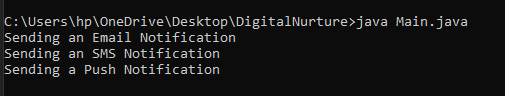 C:\Users\hp\OneDrive\Desktop\DigitalNurture>java Main.java
Sending an Email Notification
Sending an SMS Notification
Sending a Push Notification